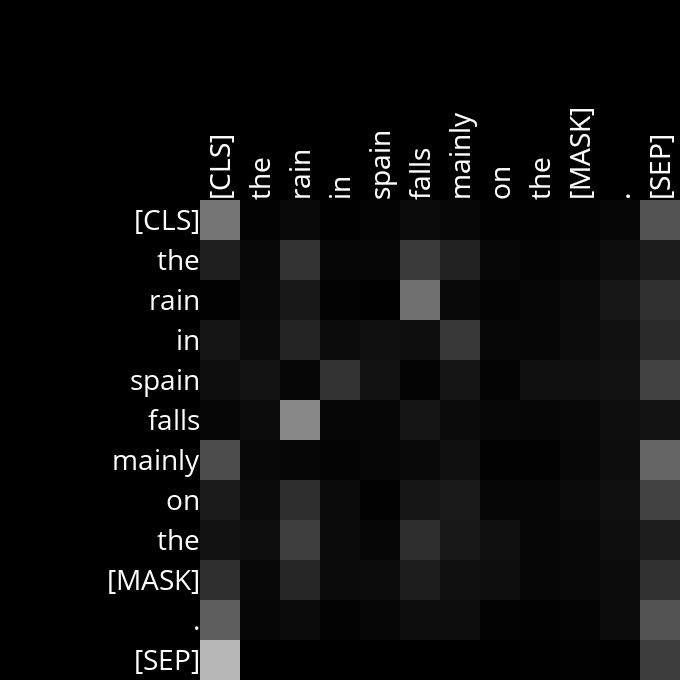 [CLS]
the
rain
in
spain
falls
mainly
on
the
[MASK]
.
[SEP]
[CLS]
the
rain
in
spain
falls
mainly
on
the
[MASK]
.
[SEP]